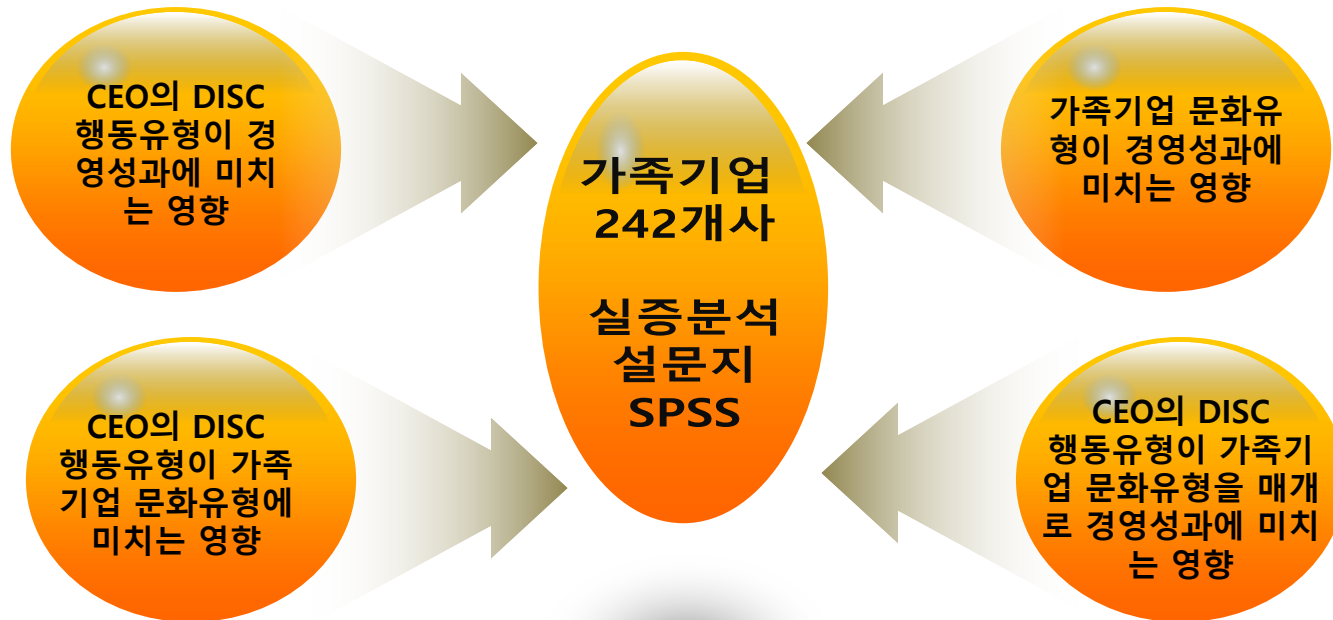 CEO의 DISC
행동유형이 경
영성과에 미치
는 영향
가족기업
242개사
실증분석
설문지
SPSS
가족기업 문화유
형이 경영성과에
미치는 영향
CEO의 DISC
행동유형이 가족
기업 문화유형에
미치는 영향
CEO의 DISC
행동유형이 가족기
업 문화유형을 매개
로 경영성과에 미치
는 영향